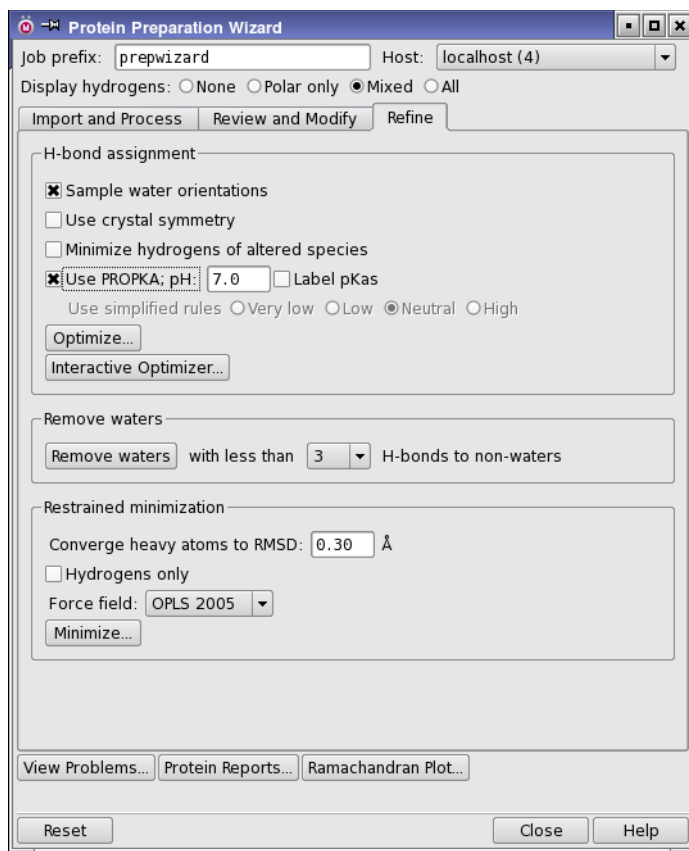 Protein Preparation Wizard
Job prefix: prepwizard Host: localhost (4)
Display hydrogens: None Polar only Mixed All
Import and Process Review and Modify Refine
H-bond assignment
Sample water orientations
Use crystal symmetry
Minimize hydrogens of altered species
Use PROPKA; pH: 7.0 Label pKas
Use simplified rules Very low Low Neutral High
Optimize...
Interactive Optimizer...
Remove waters
Remove waters with less than 3 H-bonds to non-waters
Restrained minimization
Converge heavy atoms to RMSD: 0.30 Å
Hydrogens only
Force field: OPLS 2005
Minimize...
View Problems... Protein Reports... Ramachandran Plot...
Reset Close Help